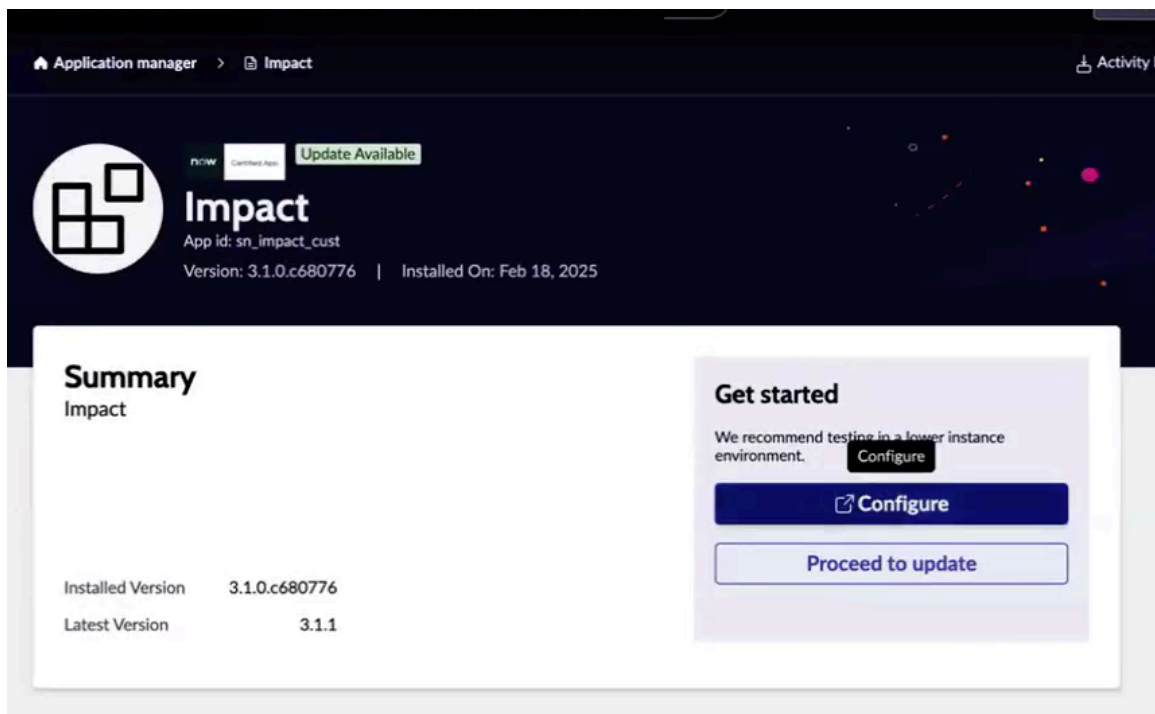 Application manager > Impact
Activity
now Certified App Update Available
Impact
App id: sn_impact_cust
Version: 3.1.0.c680776 | Installed On: Feb 18, 2025
Summary
Impact
Get started
We recommend testing in a lower instance
environment.
Configure
Configure
Proceed to update
Installed Version 3.1.0.c680776
Latest Version 3.1.1